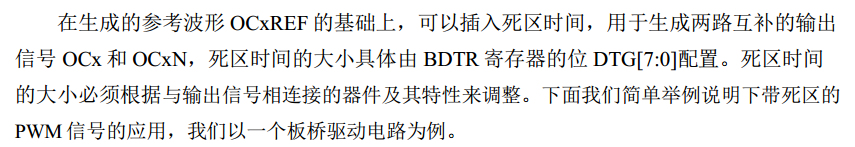 在生成的参考波形 OCxREF 的基础上，可以插入死区时间，用于生成两路互补的输出
信号 OCx 和 OCxN，死区时间的大小具体由 BDTR 寄存器的位 DTG[7:0]配置。死区时间
的大小必须根据与输出信号相连接的器件及其特性来调整。下面我们简单举例说明下带死区的
PWM 信号的应用，我们以一个板桥驱动电路为例。